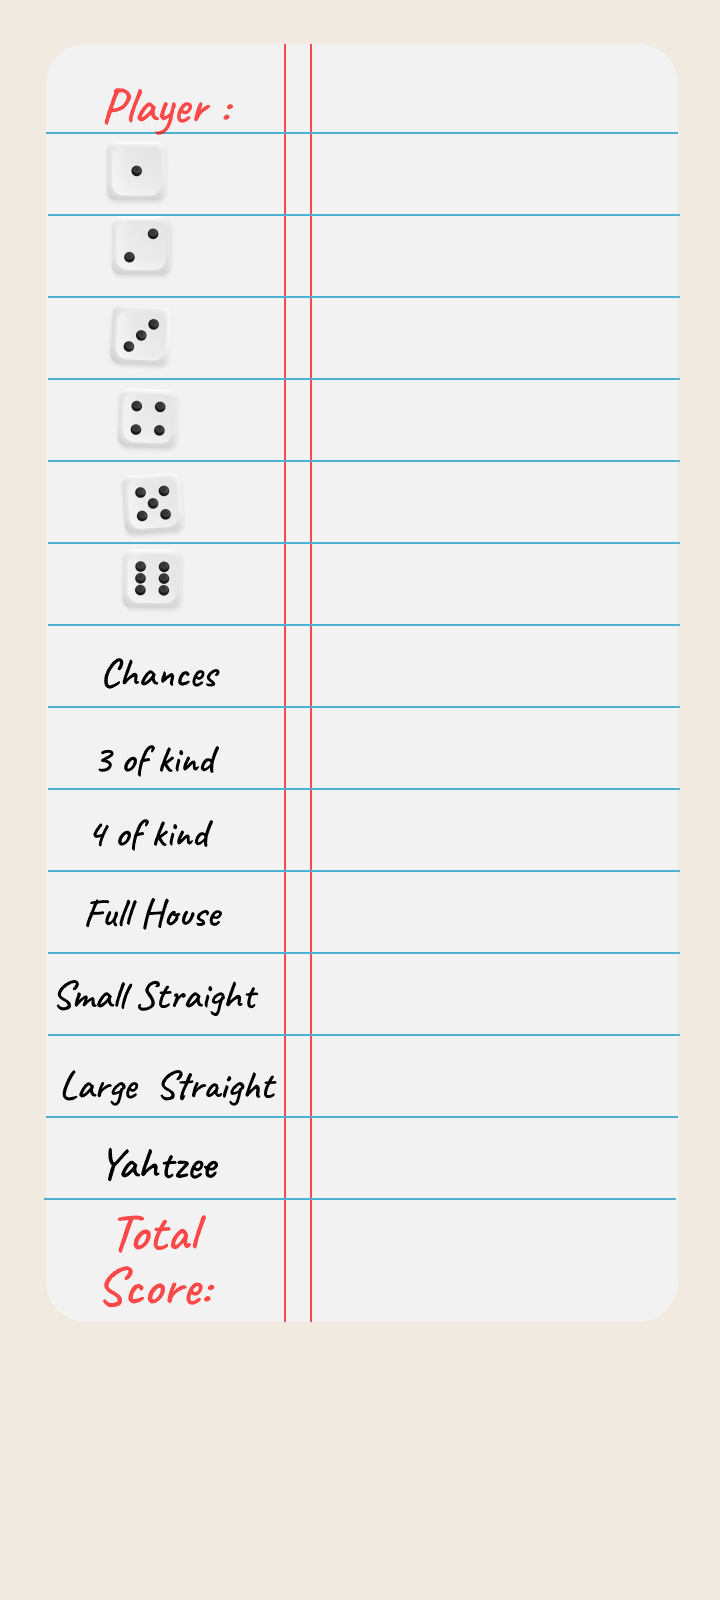 Player :
Chances
3 of kind
4 of kind
Full House
Small Straight
Large Straight
Yahtzee
Total
Score: